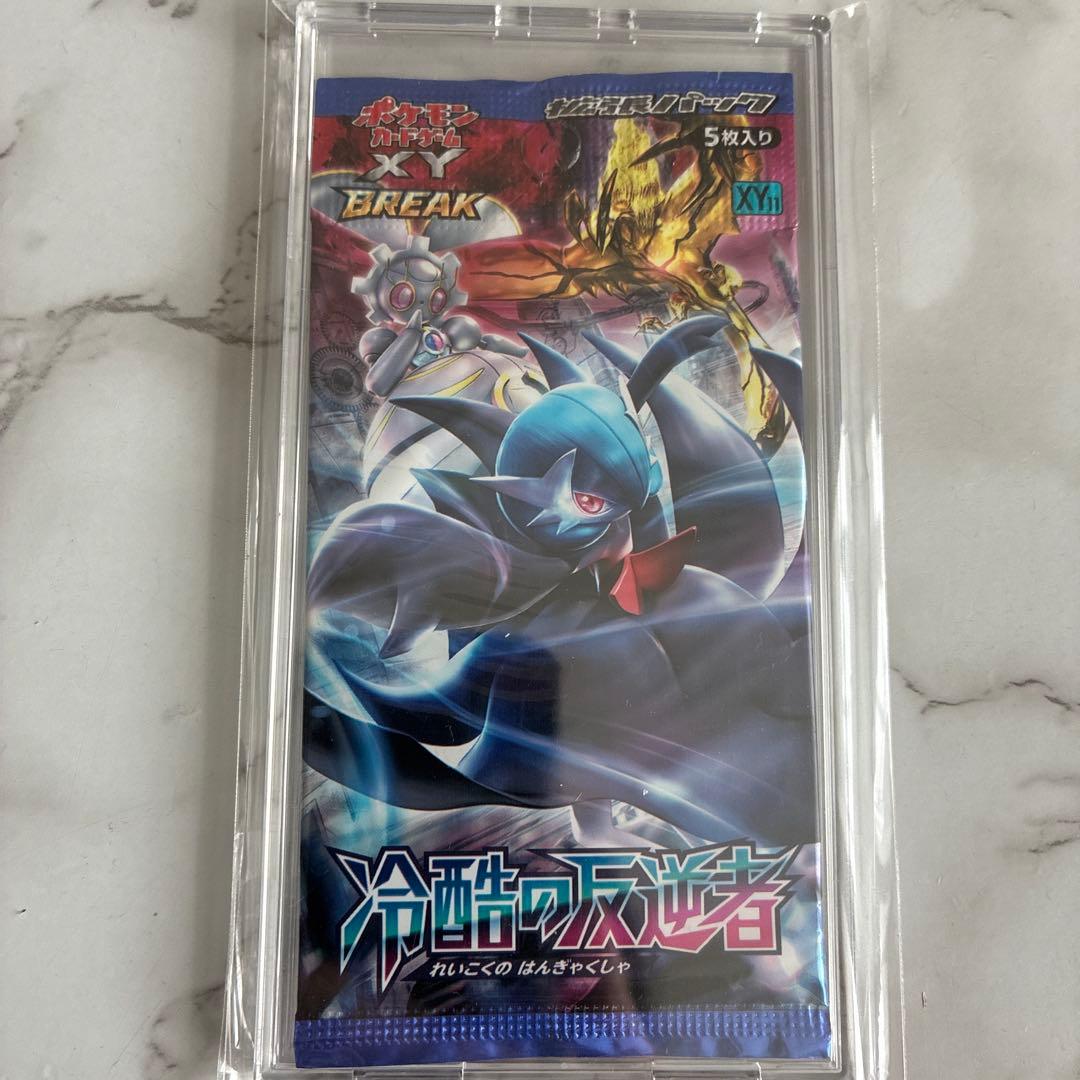 ポケモン
カードゲーム
XY
BREAK
拡張パック
5枚入り
XY11
冷酷の反逆者
れいこくの はんぎゃくしゃ